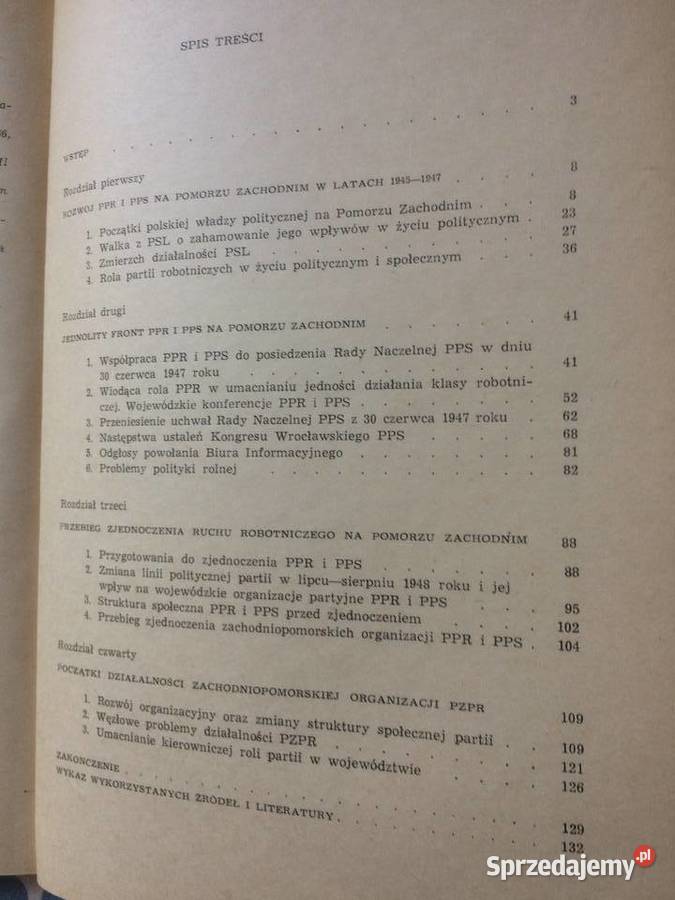 SPIS TREŚCI
WSTĘP . . . . . . . . . . . 3
Rozdział pierwszy
ROZWÓJ PPR I PPS NA POMORZU ZACHODNIM W LATACH 1945—1947 . . . . 8
1. Początki polskiej władzy politycznej na Pomorzu Zachodnim . . . 8
2. Walka z PSL o zahamowanie jego wpływów w życiu politycznym . 23
3. Zmierzch działalności PSL . . . . . . . . . 27
4. Rola partii robotniczych w życiu politycznym i społecznym . . . 36
Rozdział drugi
JEDNOLITY FRONT PPR I PPS NA POMORZU ZACHODNIM . . . . . . 41
1. Współpraca PPR i PPS do posiedzenia Rady Naczelnej PPS w dniu
30 czerwca 1947 roku . . . . . . . . . . 41
2. Wiodąca rola PPR w umacnianiu jedności działania klasy robotni-
czej. Wojewódzkie konferencje PPR i PPS . . . . . . 52
3. Przeniesienie uchwał Rady Naczelnej PPS z 30 czerwca 1947 roku . 62
4. Następstwa ustaleń Kongresu Wrocławskiego PPS . . . . . 68
5. Odgłosy powołania Biura Informacyjnego . . . . . . . 81
6. Problemy polityki rolnej . . . . . . . . . 82
Rozdział trzeci
PRZEBIEG ZJEDNOCZENIA RUCHU ROBOTNICZEGO NA POMORZU ZACHODNIM 88
1. Przygotowania do zjednoczenia PPR i PPS . . . . . . 88
2. Zmiana linii politycznej partii w lipcu—sierpniu 1948 roku i jej
wpływ na wojewódzkie organizacje partyjne PPR i PPS . . . 95
3. Struktura społeczna PPR i PPS przed zjednoczeniem . . . . 102
4. Przebieg zjednoczenia zachodniopomorskich organizacji PPR i PPS . 104
Rozdział czwarty
POCZĄTKI DZIAŁALNOŚCI ZACHODNIOPOMORSKIEJ ORGANIZACJI PZPR 109
1. Rozwój organizacyjny oraz zmiany struktury społecznej partii . . . 109
2. Węzłowe problemy działalności PZPR . . . . . . . 121
3. Umacnianie kierowniczej roli partii w województwie . . . . 126
ZAKOŃCZENIE . . . . . . . . . . . 129
WYKAZ WYKORZYSTANYCH ŹRÓDEŁ I LITERATURY . . . . . . 132
Sprzedajemy.pl